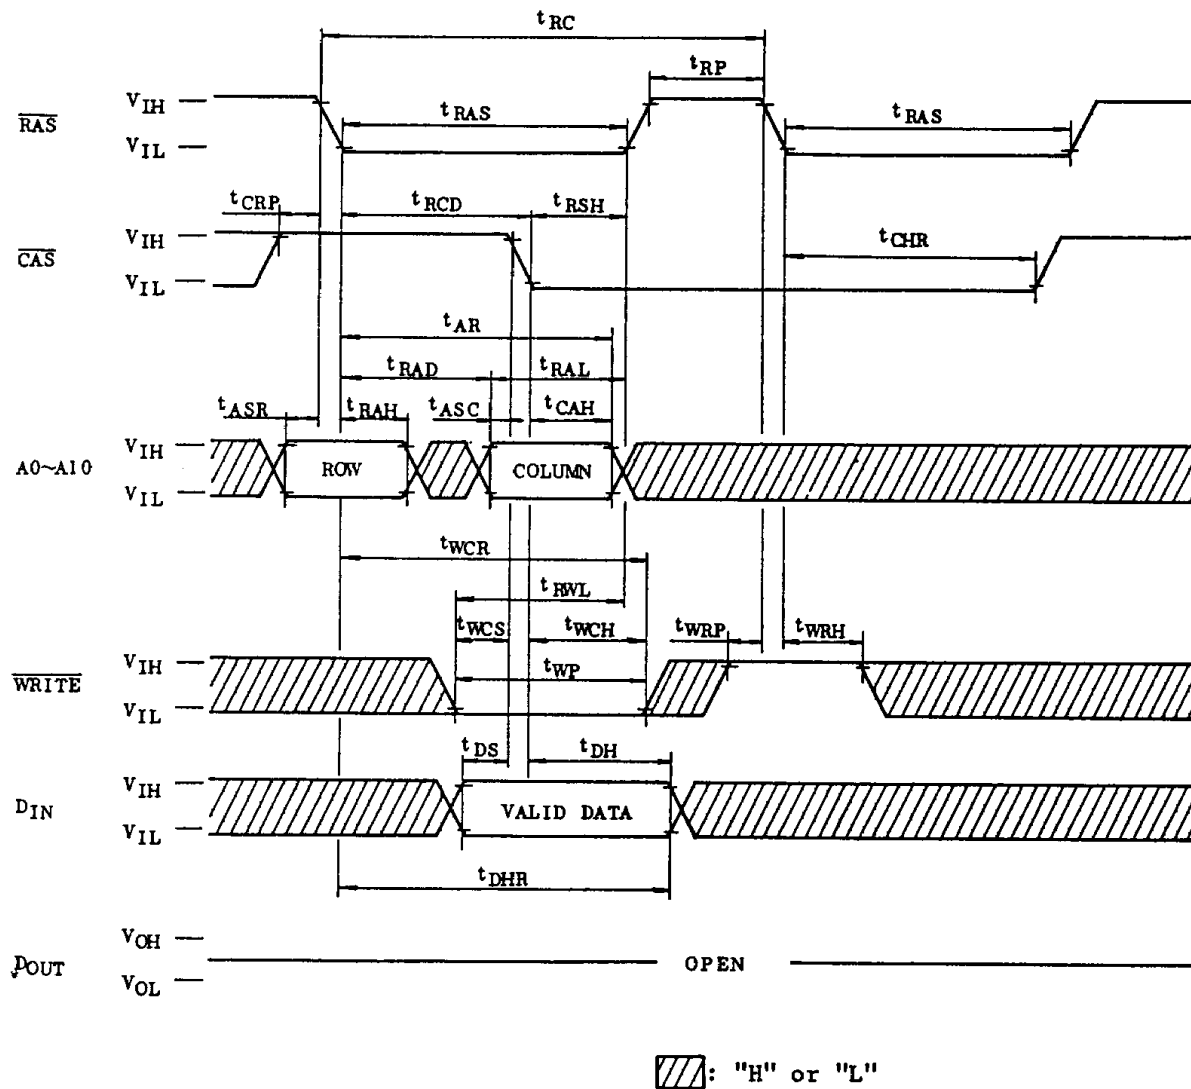 tRC
tRP
VIH
RAS
tRAS
tRAS
VIL
tCRP
tRCD
tRSH
VIH
CAS
tCHR
VIL
tAR
tRAD
tRAL
tASR
tRAH
tASC
tCAH
VIH
A0~A10
ROW
COLUMN
VIL
tWCR
tRWL
tWCS
tWCH
tWRP
tWRH
VIH
WRITE
tWP
VIL
tDS
tDH
VIH
DIN
VALID DATA
VIL
tDHR
VOH
DOUT
OPEN
VOL
: "H" or "L"